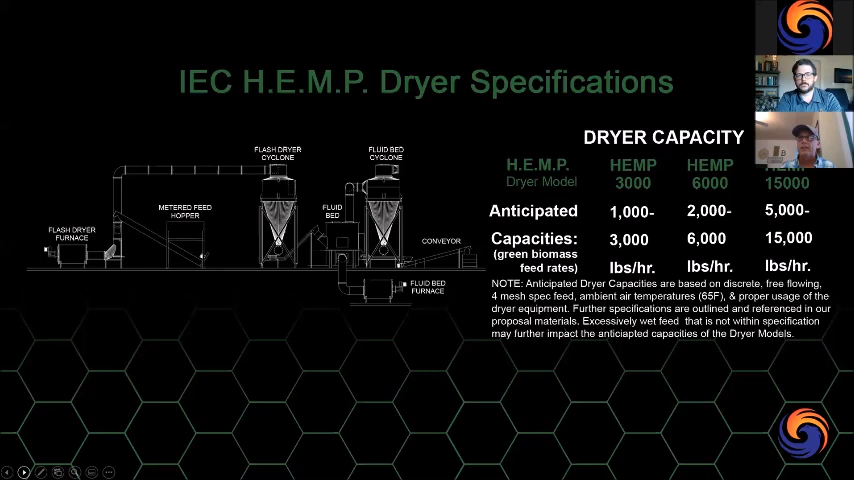 IEC H.E.M.P. Dryer Specifications
FLASH DRYER
CYCLONE
FLUID BED
CYCLONE
METERED FEED
HOPPER
FLUID
BED
FLASH DRYER
FURNACE
CONVEYOR
FLUID BED
FURNACE
DRYER CAPACITY
H.E.M.P. HEMP HEMP HEMP
Dryer Model 3000 6000 15000
Anticipated 1,000- 2,000- 5,000-
Capacities: 3,000 6,000 15,000
(green biomass
feed rates) lbs/hr. lbs/hr. lbs/hr.
NOTE: Anticipated Dryer Capacities are based on discrete, free flowing,
4 mesh spec feed, ambient air temperatures (65F), & proper usage of the
dryer equipment. Further specifications are outlined and referenced in our
proposal materials. Excessively wet feed that is not within specification
may further impact the anticiapted capacities of the Dryer Models.